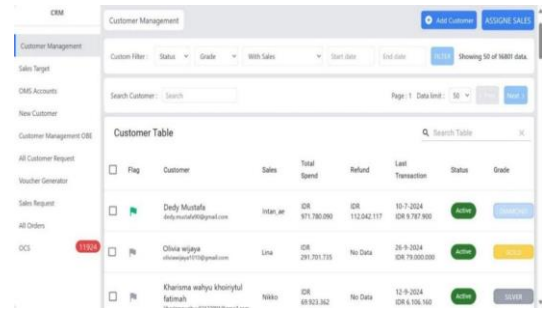 CRM
Customer Management
Sales Target
OMS Accounts
New Customer
Customer Management OBE
All Customer Request
Voucher Generator
Sales Request
All Orders
OCS 11924
Customer Management
Add Customer
ASSIGNE SALES
Custom Filter : Status Grade With Sales Start date End date FILTER Showing 50 of 16801 data.
Search Customer : Search Page : 1 Data limit : 50 Next
Customer Table Search Table
Flag Customer Sales Total Spend Refund Last Transaction Status Grade
Dedy Mustafa Intan_ae IDR 971.780.090 IDR 112.042.117 10-7-2024 IDR 9.787.900 Active DIAMOND
Olivia wijaya Lina IDR 291.701.735 No Data 26-9-2024 IDR 79.000.000 Active GOLD
Kharisma wahyu khoinytul fatimah Nikko IDR 69.923.362 No Data 12-9-2024 IDR 6.106.160 Active SILVER